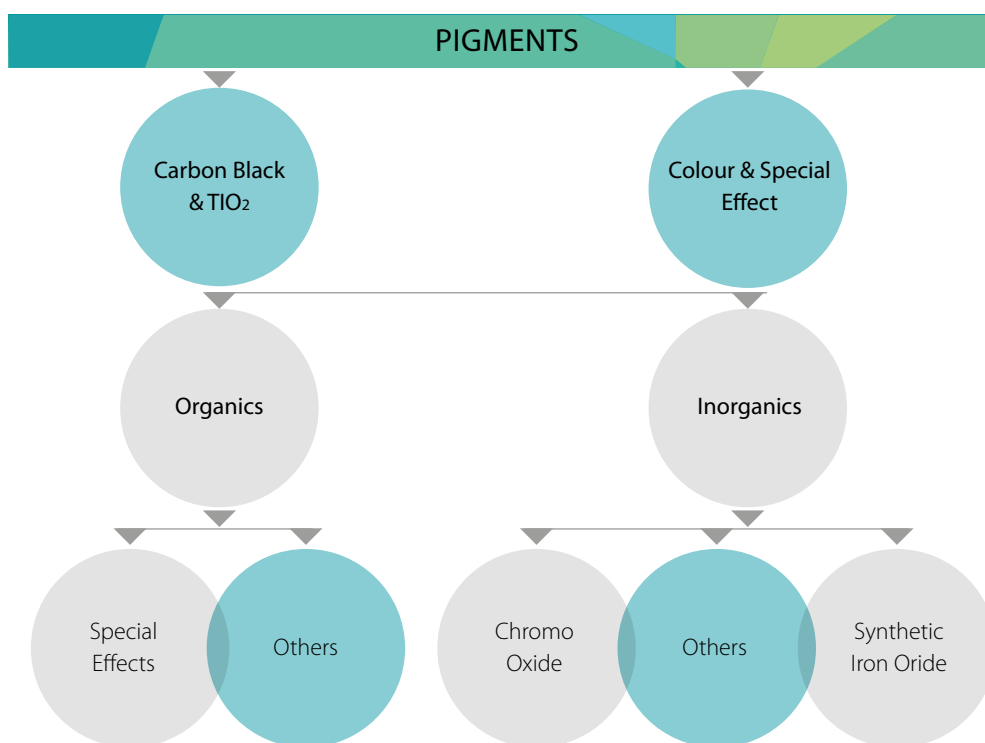 PIGMENTS
Carbon Black
& TIO₂
Colour & Special
Effect
Organics
Inorganics
Special
Effects
Others
Chromo
Oxide
Others
Synthetic
Iron Oride